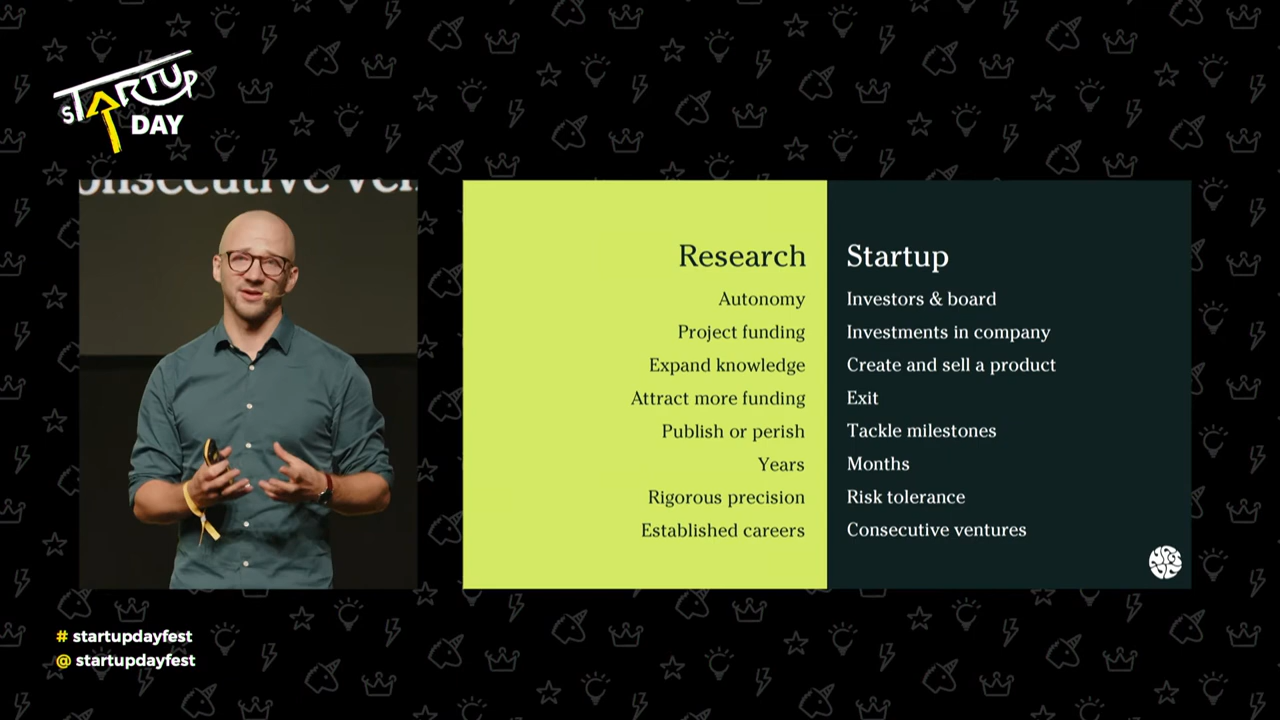 STARTUP
DAY
onsecutive ven
Research
Startup
Autonomy
Investors & board
Project funding
Investments in company
Expand knowledge
Create and sell a product
Attract more funding
Exit
Publish or perish
Tackle milestones
Years
Months
Rigorous precision
Risk tolerance
Established careers
Consecutive ventures
# startupdayfest
@ startupdayfest